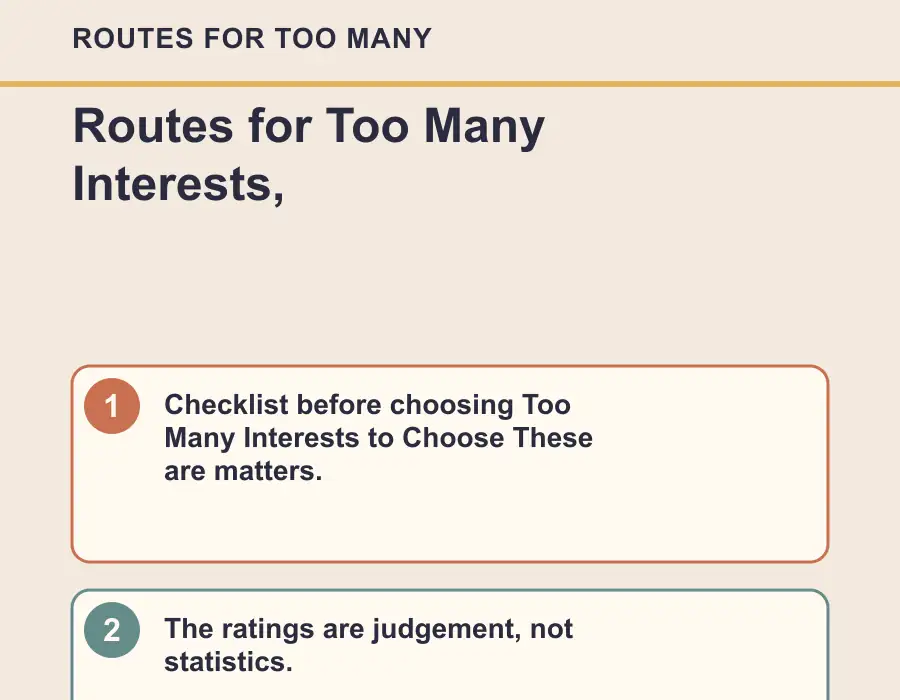 ROUTES FOR TOO MANY
Routes for Too Many
Interests,
1
Checklist before choosing Too
Many Interests to Choose These
are matters.
2
The ratings are judgement, not
statistics.